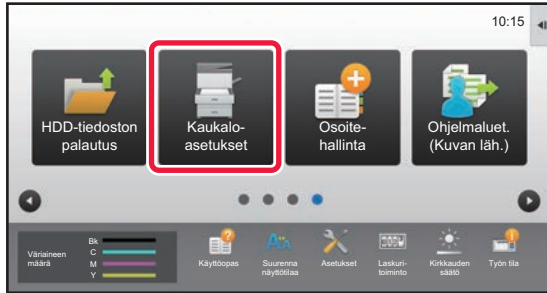 10:15
HDD-tiedoston
palautus
Kaukalo-
asetukset
Osoite-
hallinta
Ohjelmaluet.
(Kuvan läh.)
Väriaineen
määrä
Bk
C
M
Y
Käyttöopas
Suurenna
näyttötilaa
Asetukset
Laskuri-
toiminto
Kirkkauden
säätö
Työn tila